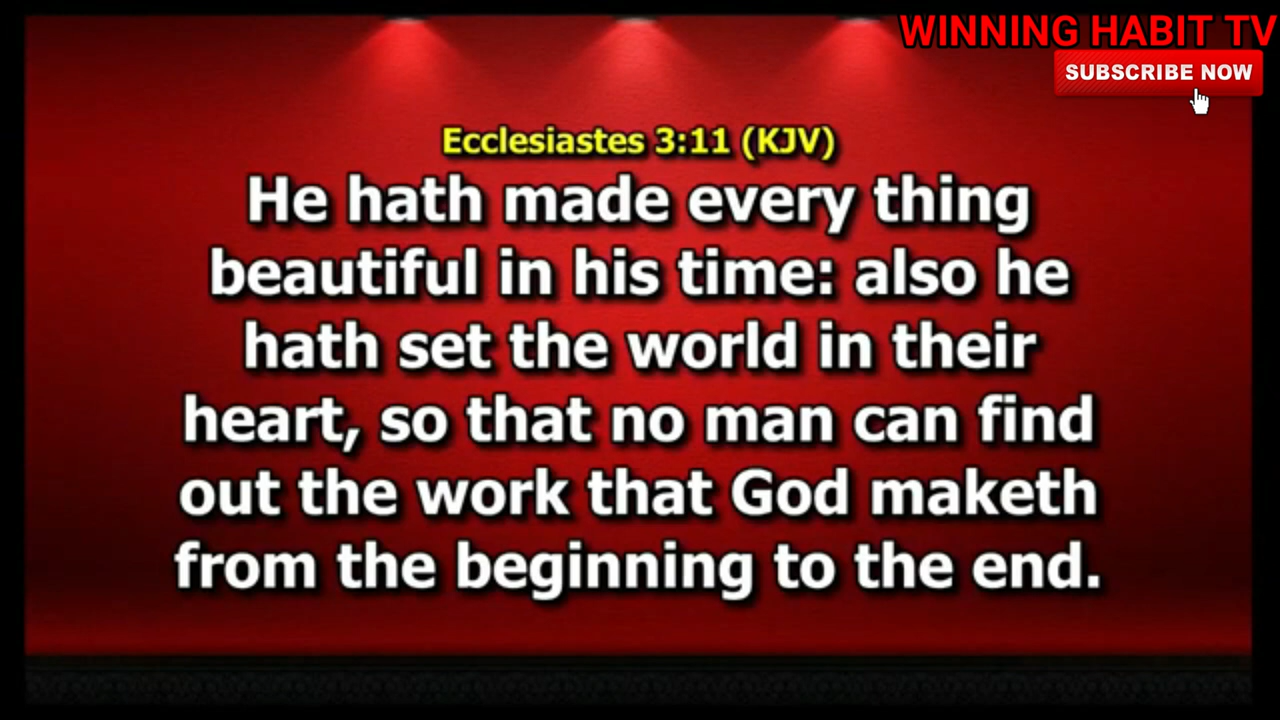 WINNING HABIT TV
SUBSCRIBE NOW
Ecclesiastes 3:11 (KJV)
He hath made every thing
beautiful in his time: also he
hath set the world in their
heart, so that no man can find
out the work that God maketh
from the beginning to the end.